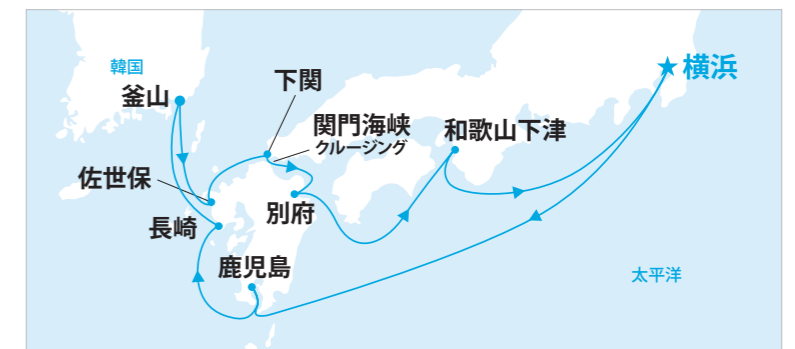 韓国
釜山
下関
関門海峡
クルージング
和歌山下津
★横浜
佐世保
別府
長崎
鹿児島
太平洋